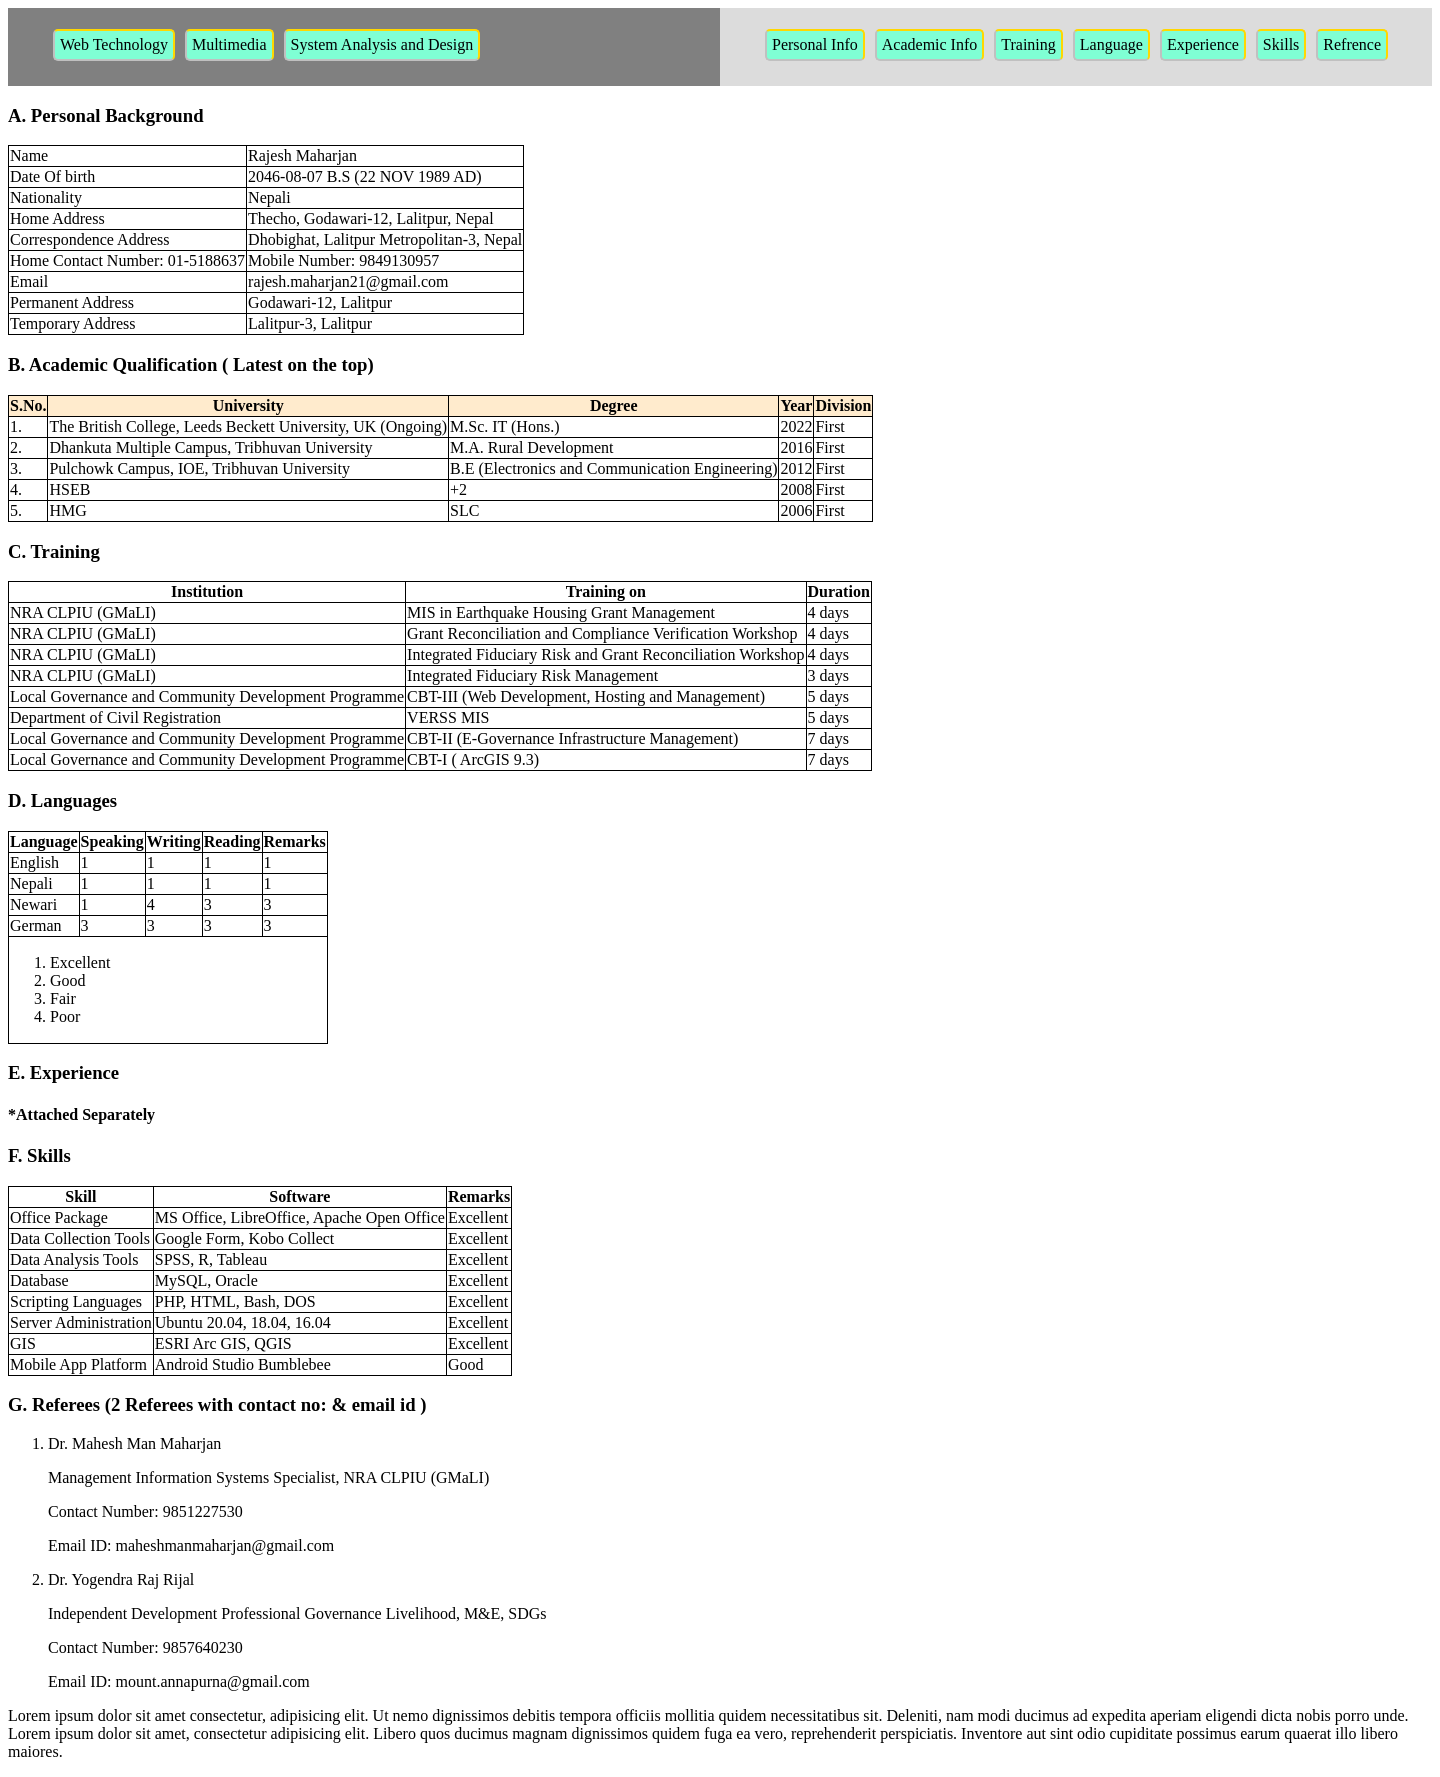 Web Technology Multimedia System Analysis and Design Personal Info Academic Info Training Language Experience Skills Refrence
A. Personal Background
Name Rajesh Maharjan
Date Of birth 2046-08-07 B.S (22 NOV 1989 AD)
Nationality Nepali
Home Address Thecho, Godawari-12, Lalitpur, Nepal
Correspondence Address Dhobighat, Lalitpur Metropolitan-3, Nepal
Home Contact Number: 01-5188637 Mobile Number: 9849130957
Email rajesh.maharjan21@gmail.com
Permanent Address Godawari-12, Lalitpur
Temporary Address Lalitpur-3, Lalitpur
B. Academic Qualification ( Latest on the top)
S.No. University Degree Year Division
1. The British College, Leeds Beckett University, UK (Ongoing) M.Sc. IT (Hons.) 2022 First
2. Dhankuta Multiple Campus, Tribhuvan University M.A. Rural Development 2016 First
3. Pulchowk Campus, IOE, Tribhuvan University B.E (Electronics and Communication Engineering) 2012 First
4. HSEB +2 2008 First
5. HMG SLC 2006 First
C. Training
Institution Training on Duration
NRA CLPIU (GMaLI) MIS in Earthquake Housing Grant Management 4 days
NRA CLPIU (GMaLI) Grant Reconciliation and Compliance Verification Workshop 4 days
NRA CLPIU (GMaLI) Integrated Fiduciary Risk and Grant Reconciliation Workshop 4 days
NRA CLPIU (GMaLI) Integrated Fiduciary Risk Management 3 days
Local Governance and Community Development Programme CBT-III (Web Development, Hosting and Management) 5 days
Department of Civil Registration VERSS MIS 5 days
Local Governance and Community Development Programme CBT-II (E-Governance Infrastructure Management) 7 days
Local Governance and Community Development Programme CBT-I ( ArcGIS 9.3) 7 days
D. Languages
Language Speaking Writing Reading Remarks
English 1 1 1 1
Nepali 1 1 1 1
Newari 1 4 3 3
German 3 3 3 3
1. Excellent
2. Good
3. Fair
4. Poor
E. Experience
*Attached Separately
F. Skills
Skill Software Remarks
Office Package MS Office, LibreOffice, Apache Open Office Excellent
Data Collection Tools Google Form, Kobo Collect Excellent
Data Analysis Tools SPSS, R, Tableau Excellent
Database MySQL, Oracle Excellent
Scripting Languages PHP, HTML, Bash, DOS Excellent
Server Administration Ubuntu 20.04, 18.04, 16.04 Excellent
GIS ESRI Arc GIS, QGIS Excellent
Mobile App Platform Android Studio Bumblebee Good
G. Referees (2 Referees with contact no: & email id )
1. Dr. Mahesh Man Maharjan
Management Information Systems Specialist, NRA CLPIU (GMaLI)
Contact Number: 9851227530
Email ID: maheshmanmaharjan@gmail.com
2. Dr. Yogendra Raj Rijal
Independent Development Professional Governance Livelihood, M&E, SDGs
Contact Number: 9857640230
Email ID: mount.annapurna@gmail.com
Lorem ipsum dolor sit amet consectetur, adipisicing elit. Ut nemo dignissimos debitis tempora officiis mollitia quidem necessitatibus sit. Deleniti, nam modi ducimus ad expedita aperiam eligendi dicta nobis porro unde.
Lorem ipsum dolor sit amet, consectetur adipisicing elit. Libero quos ducimus magnam dignissimos quidem fuga ea vero, reprehenderit perspiciatis. Inventore aut sint odio cupiditate possimus earum quaerat illo libero
maiores.